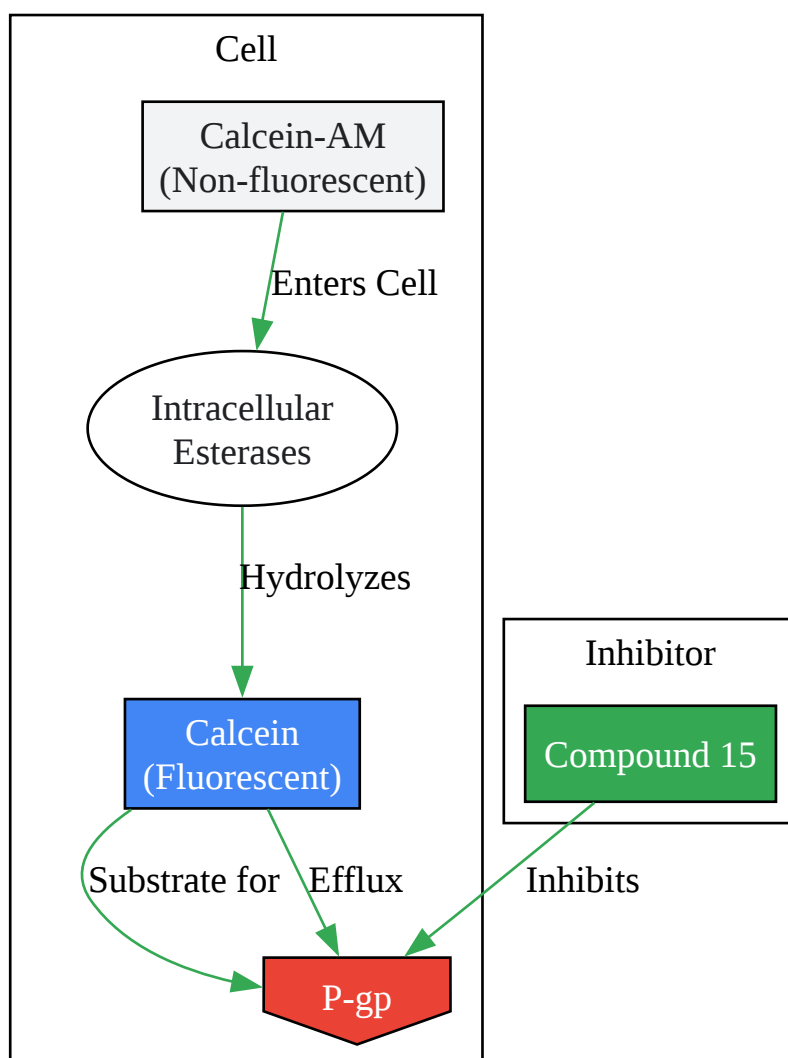 Cell
Calcein-AM
(Non-fluorescent)
Enters Cell
Intracellular
Esterases
Hydrolyzes
Inhibitor
Calcein
(Fluorescent)
Compound 15
Substrate for
Efflux
Inhibits
P-gp